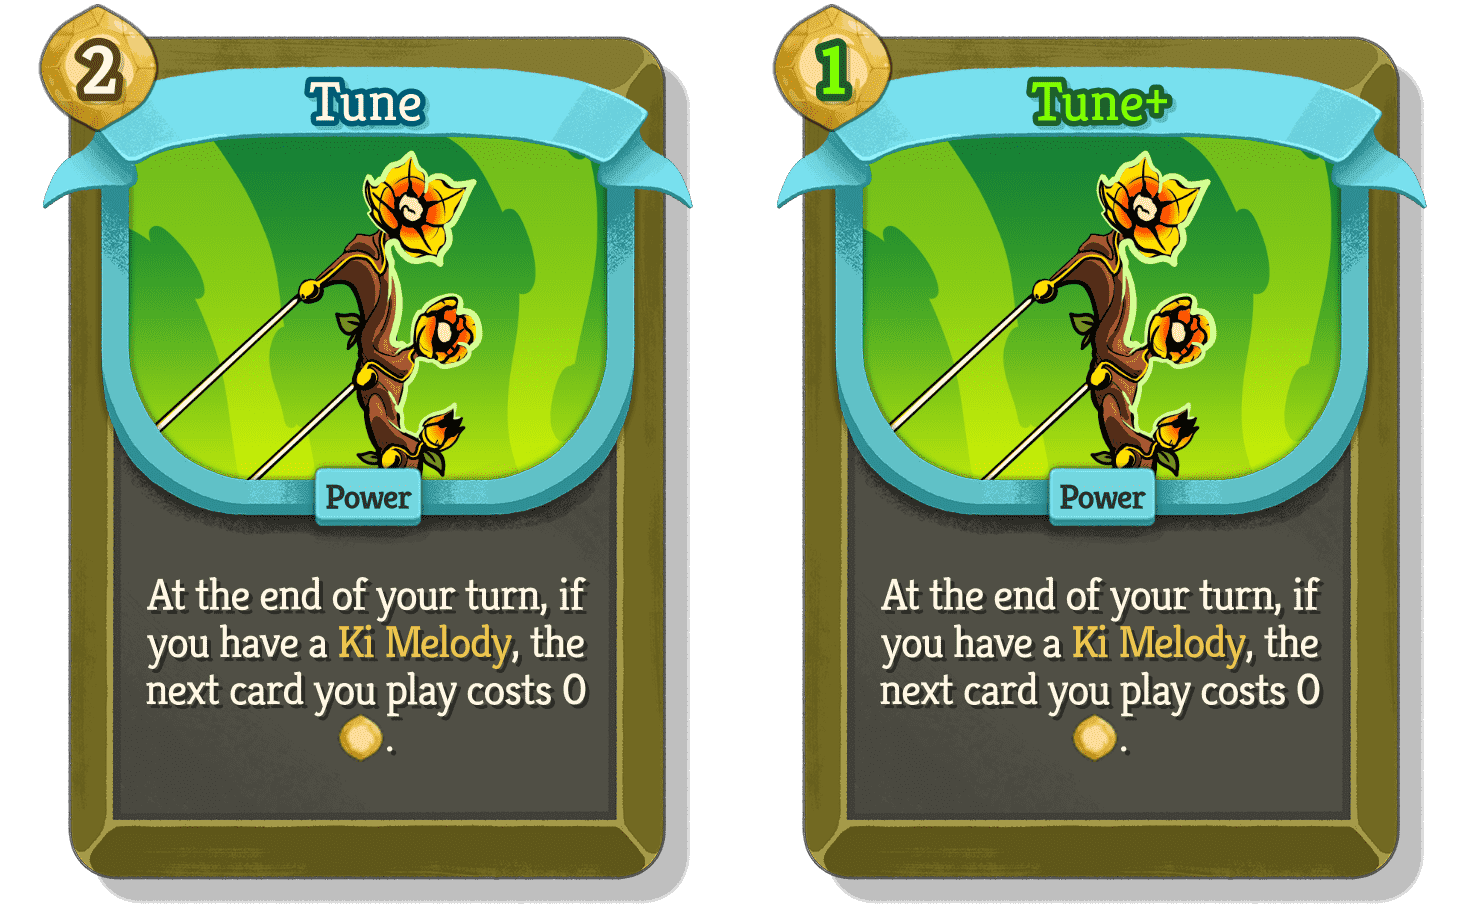 2
Tune
Power
At the end of your turn, if
you have a Ki Melody, the
next card you play costs 0
.
1
Tune+
Power
At the end of your turn, if
you have a Ki Melody, the
next card you play costs 0
.